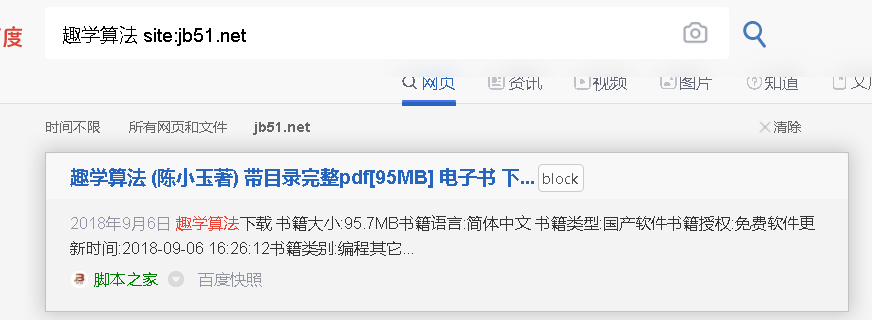 度
趣学算法 site:jb51.net
网页 资讯 视频 图片 知道
时间不限 所有网页和文件 jb51.net 清除
趣学算法 (陈小玉著) 带目录完整pdf[95MB] 电子书 下... block
2018年9月6日 趣学算法下载 书籍大小:95.7MB书籍语言:简体中文 书籍类型:国产软件书籍授权:免费软件更
新时间:2018-09-06 16:26:12书籍类别:编程其它...
脚本之家 百度快照